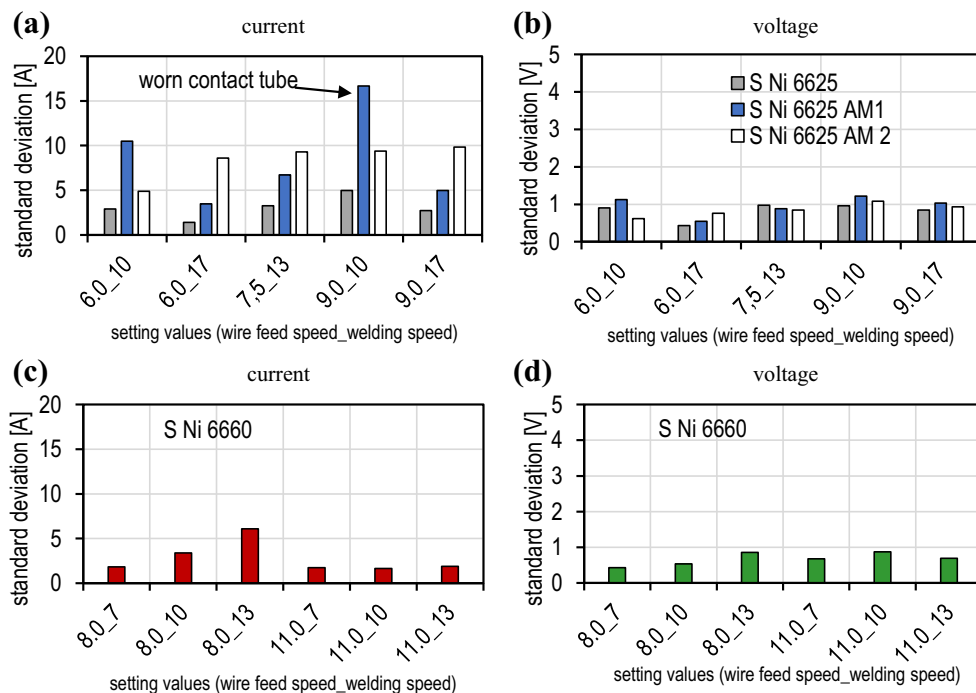 (a)
current
standard deviation [A]
20
15
10
5
0
worn contact tube
6.0_10
6.0_17
7,5_13
9.0_10
9.0_17
setting values (wire feed speed_welding speed)
(b)
voltage
standard deviation [V]
5
4
3
2
1
0
S Ni 6625
S Ni 6625 AM1
S Ni 6625 AM 2
6.0_10
6.0_17
7,5_13
9.0_10
9.0_17
setting values (wire feed speed_welding speed)
(c)
current
standard deviation [A]
20
15
10
5
0
S Ni 6660
8.0_7
8.0_10
8.0_13
11.0_7
11.0_10
11.0_13
setting values (wire feed speed_welding speed)
(d)
voltage
standard deviation [V]
5
4
3
2
1
0
S Ni 6660
8.0_7
8.0_10
8.0_13
11.0_7
11.0_10
11.0_13
setting values (wire feed speed_welding speed)